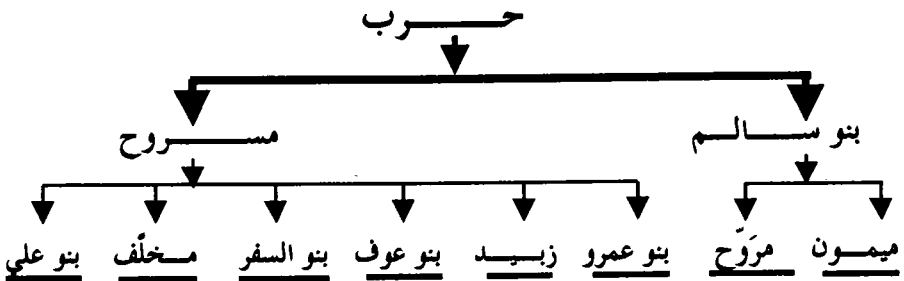 حرب
بنو سالم مسروح
ميمون مروّح بنو عمرو زبيد بنو عوف بنو السفر مخلّف بنو علي